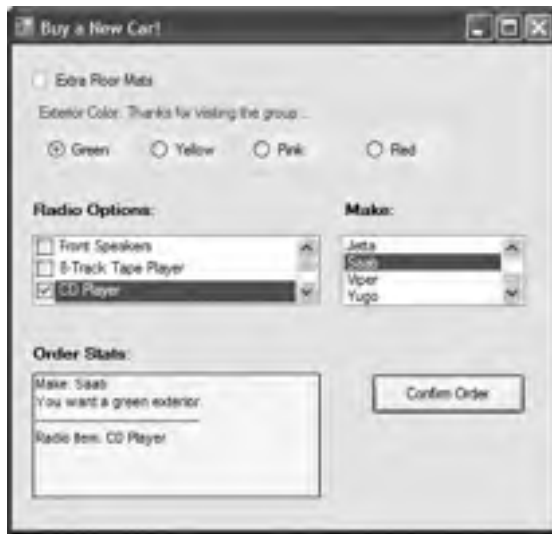 Buy a New Car!
Extra Floor Mats
Exterior Color: Thanks for visiting the group...
Green Yellow Pink Red
Radio Options: Make:
Front Speakers
8-Track Tape Player
CD Player
Jetta
Saab
Viper
Yugo
Order Stats:
Make: Saab
You want a green exterior.
Radio Item: CD Player
Confirm Order